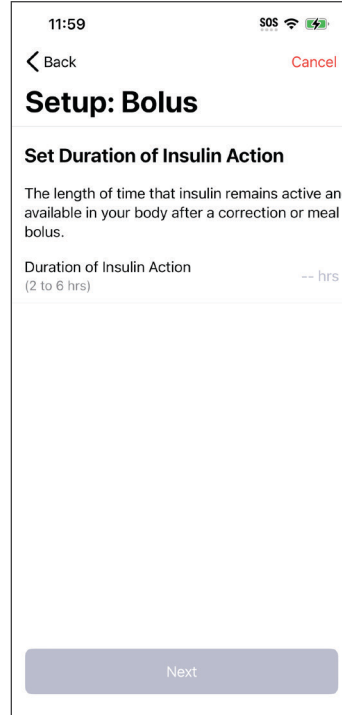 11:59
SOS
Back
Cancel
Setup: Bolus
Set Duration of Insulin Action
The length of time that insulin remains active an
available in your body after a correction or meal
bolus.
Duration of Insulin Action
-- hrs
(2 to 6 hrs)
Next